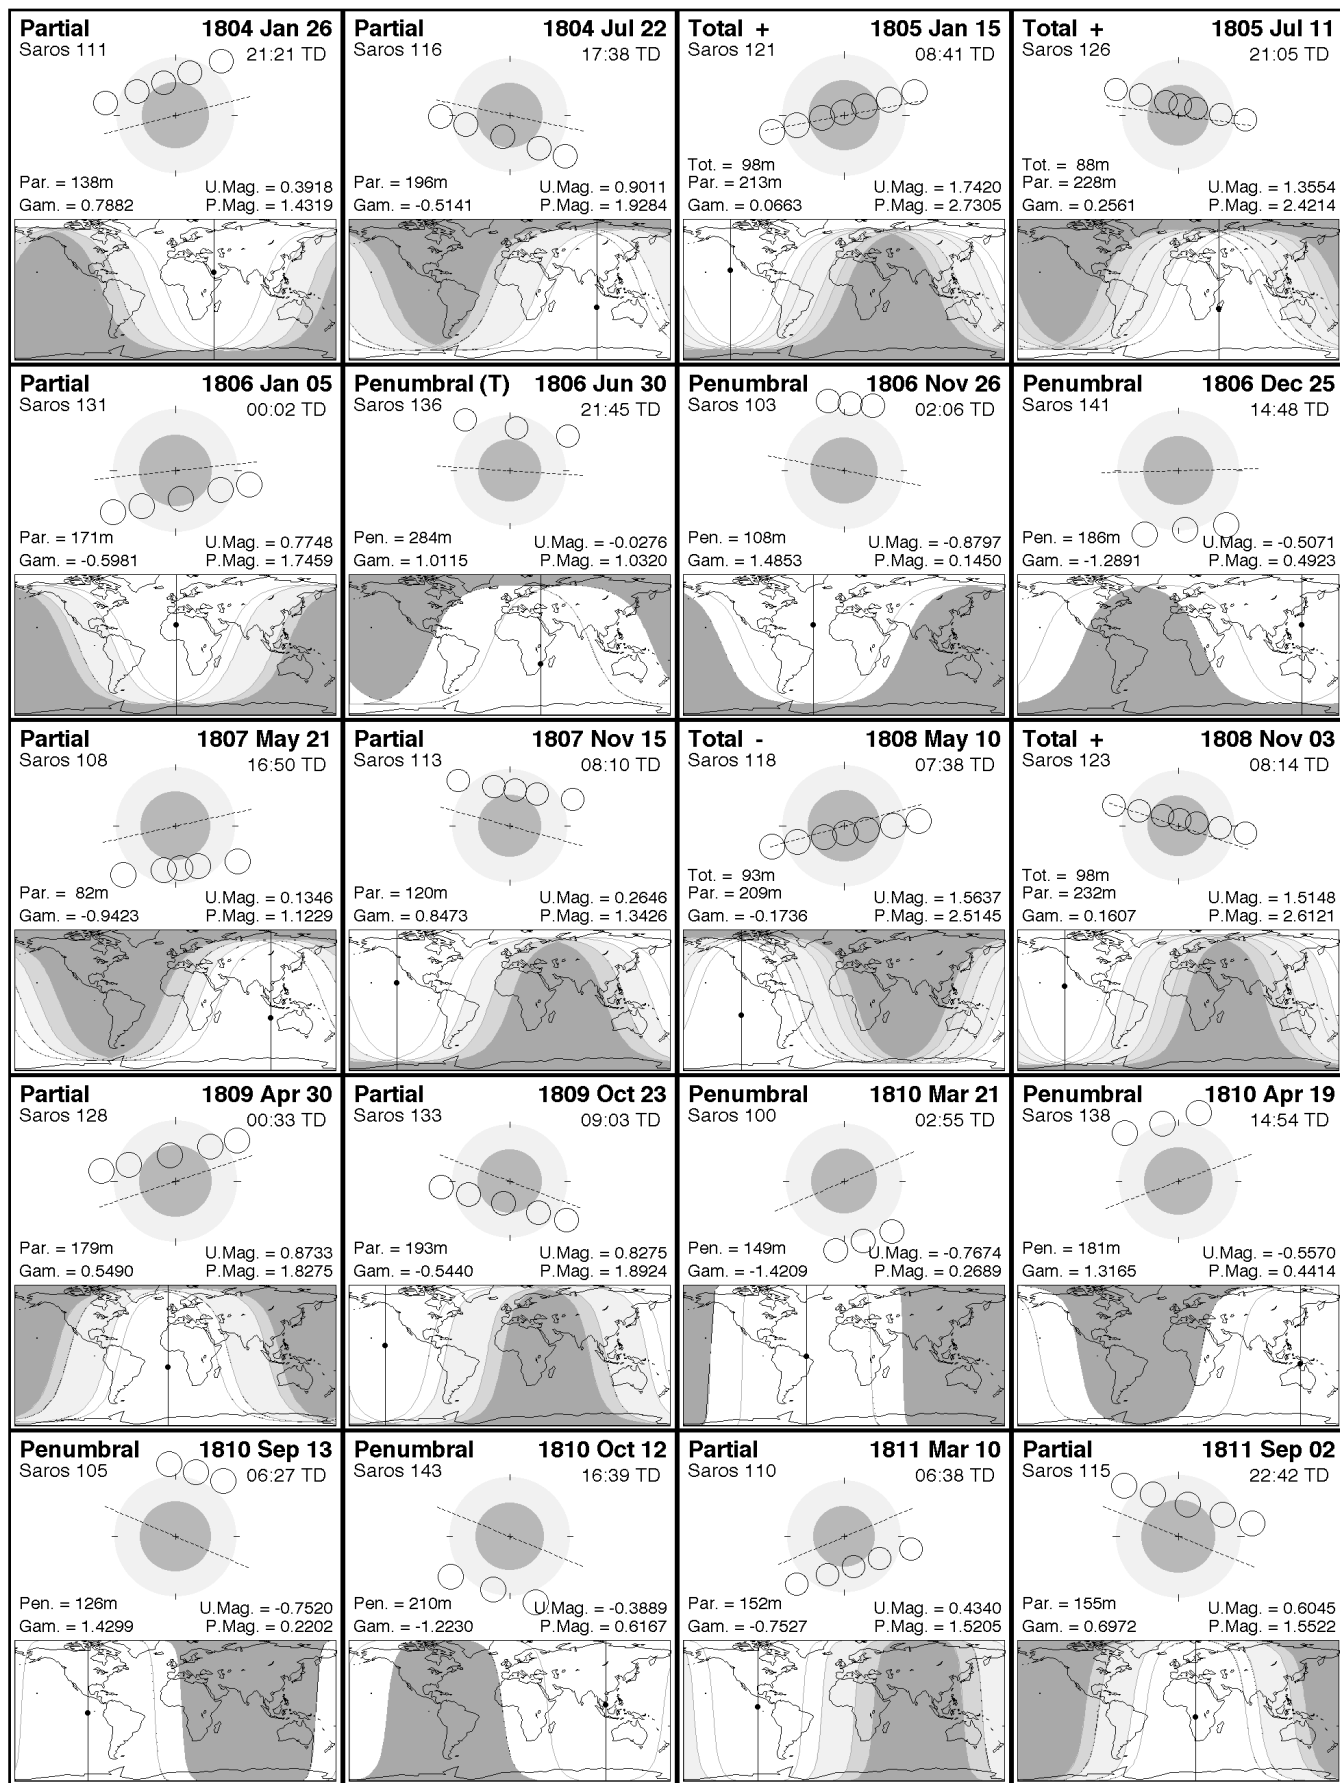 Partial 1804 Jan 26
Saros 111 21:21 TD
Par. = 138m U.Mag. = 0.3918
Gam. = 0.7882 P.Mag. = 1.4319
Partial 1804 Jul 22
Saros 116 17:38 TD
Par. = 196m U.Mag. = 0.9011
Gam. = -0.5141 P.Mag. = 1.9284
Total + 1805 Jan 15
Saros 121 08:41 TD
Tot. = 98m
Par. = 213m U.Mag. = 1.7420
Gam. = 0.0663 P.Mag. = 2.7305
Total + 1805 Jul 11
Saros 126 21:05 TD
Tot. = 88m
Par. = 228m U.Mag. = 1.3554
Gam. = 0.2561 P.Mag. = 2.4214
Partial 1806 Jan 05
Saros 131 00:02 TD
Par. = 171m U.Mag. = 0.7748
Gam. = -0.5981 P.Mag. = 1.7459
Penumbral (T) 1806 Jun 30
Saros 136 21:45 TD
Pen. = 284m U.Mag. = -0.0276
Gam. = 1.0115 P.Mag. = 1.0320
Penumbral 1806 Nov 26
Saros 103 02:06 TD
Pen. = 108m U.Mag. = -0.8797
Gam. = 1.4853 P.Mag. = 0.1450
Penumbral 1806 Dec 25
Saros 141 14:48 TD
Pen. = 186m U.Mag. = -0.5071
Gam. = -1.2891 P.Mag. = 0.4923
Partial 1807 May 21
Saros 108 16:50 TD
Par. = 82m U.Mag. = 0.1346
Gam. = -0.9423 P.Mag. = 1.1229
Partial 1807 Nov 15
Saros 113 08:10 TD
Par. = 120m U.Mag. = 0.2646
Gam. = 0.8473 P.Mag. = 1.3426
Total - 1808 May 10
Saros 118 07:38 TD
Tot. = 93m
Par. = 209m U.Mag. = 1.5637
Gam. = -0.1736 P.Mag. = 2.5145
Total + 1808 Nov 03
Saros 123 08:14 TD
Tot. = 98m
Par. = 232m U.Mag. = 1.5148
Gam. = 0.1607 P.Mag. = 2.6121
Partial 1809 Apr 30
Saros 128 00:33 TD
Par. = 179m U.Mag. = 0.8733
Gam. = 0.5490 P.Mag. = 1.8275
Partial 1809 Oct 23
Saros 133 09:03 TD
Par. = 193m U.Mag. = 0.8275
Gam. = -0.5440 P.Mag. = 1.8924
Penumbral 1810 Mar 21
Saros 100 02:55 TD
Pen. = 149m U.Mag. = -0.7674
Gam. = -1.4209 P.Mag. = 0.2689
Penumbral 1810 Apr 19
Saros 138 14:54 TD
Pen. = 181m U.Mag. = -0.5570
Gam. = 1.3165 P.Mag. = 0.4414
Penumbral 1810 Sep 13
Saros 105 06:27 TD
Pen. = 126m U.Mag. = -0.7520
Gam. = 1.4299 P.Mag. = 0.2202
Penumbral 1810 Oct 12
Saros 143 16:39 TD
Pen. = 210m U.Mag. = -0.3889
Gam. = -1.2230 P.Mag. = 0.6167
Partial 1811 Mar 10
Saros 110 06:38 TD
Par. = 152m U.Mag. = 0.4340
Gam. = -0.7527 P.Mag. = 1.5205
Partial 1811 Sep 02
Saros 115 22:42 TD
Par. = 155m U.Mag. = 0.6045
Gam. = 0.6972 P.Mag. = 1.5522